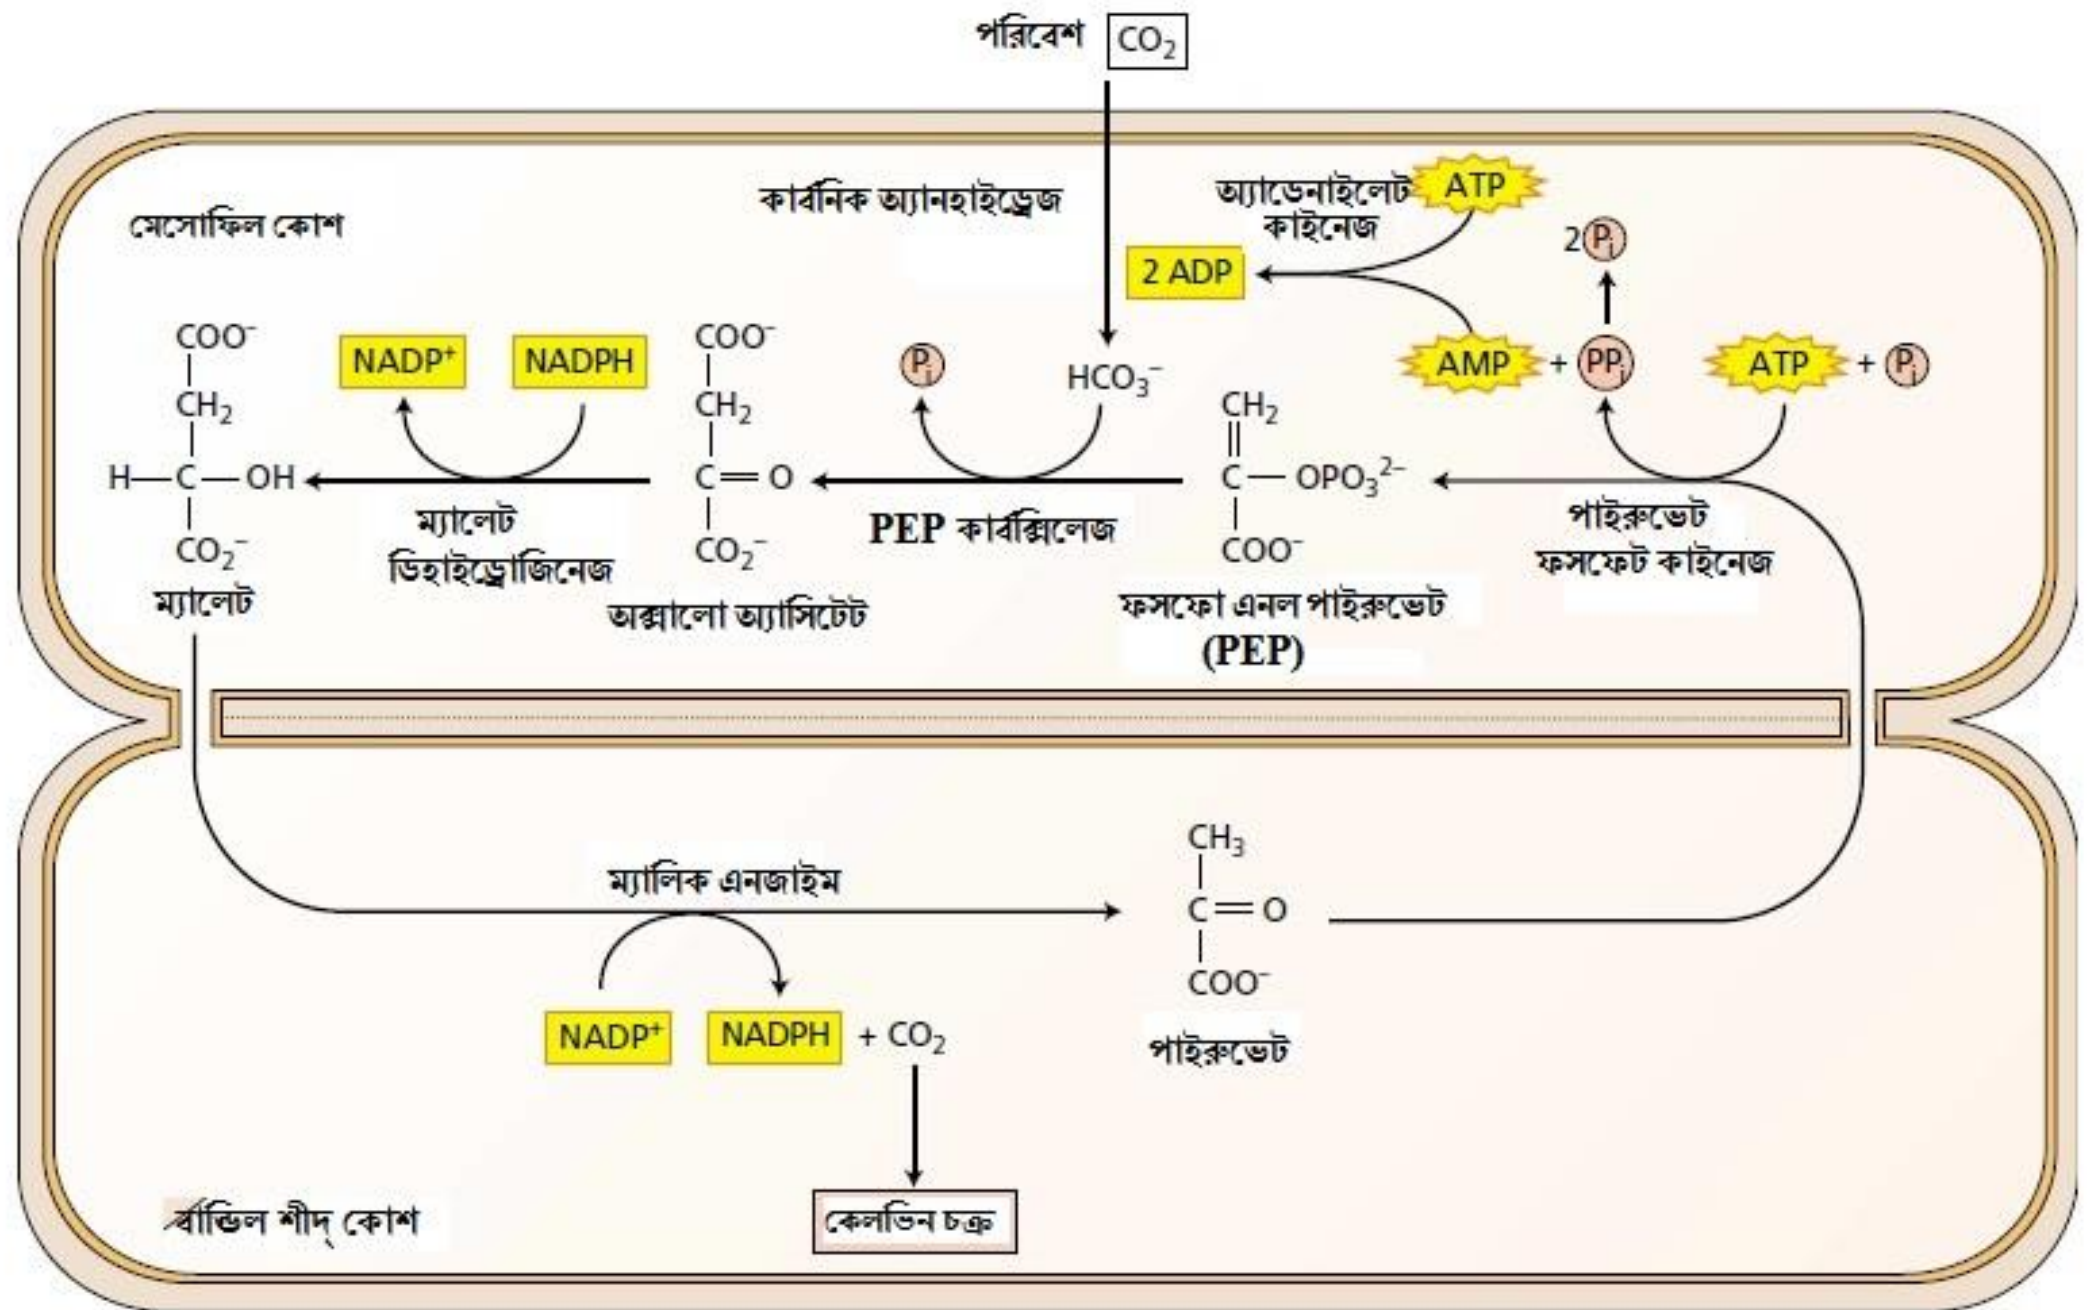 পরিবেশ CO₂
কার্বনিক অ্যানহাইড্রেজ
অ্যাডেনাইলেট
কাইনেজ
ATP
মেসোফিল কোশ
2 ADP
2 Pi
COO⁻
CH₂
H—C—OH
CO₂⁻
ম্যালেট
NADP⁺
NADPH
ম্যালেট
ডিহাইড্রোজিনেজ
COO⁻
CH₂
C=O
CO₂⁻
অক্সালো অ্যাসিটেট
Pi
HCO₃⁻
PEP কার্বক্সিলেজ
CH₂
C—OPO₃²⁻
COO⁻
ফসফো এনল পাইরুভেট
(PEP)
AMP + PPi
ATP + Pi
পাইরুভেট
ফসফেট কাইনেজ
ম্যালিক এনজাইম
NADP⁺
NADPH + CO₂
CH₃
C=O
COO⁻
পাইরুভেট
বান্ডিল শীদ্ কোশ
কেলভিন চক্র